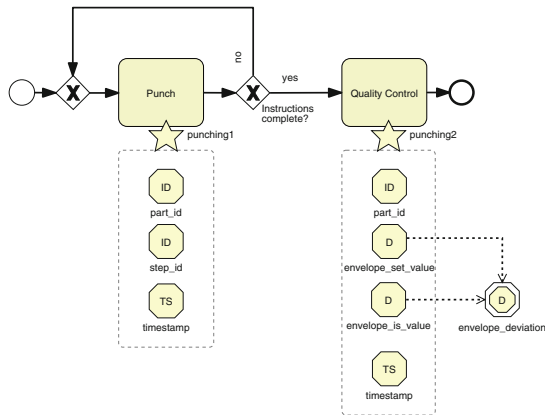 no
yes
X
Punch
X
Quality Control
Instructions
complete?
punching1
punching2
ID
part_id
ID
step_id
TS
timestamp
ID
part_id
D
envelope_set_value
D
envelope_is_value
D
envelope_deviation
TS
timestamp